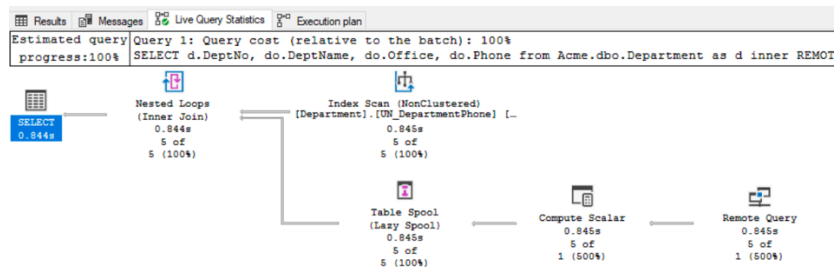 Results Messages Live Query Statistics Execution plan
Estimated query Query 1: Query cost (relative to the batch): 100%
progress:100% SELECT d.DeptNo, do.DeptName, do.Office, do.Phone from Acme.dbo.Department as d inner REMOT
SELECT
0.844s
Nested Loops
(Inner Join)
0.844s
5 of
5 (100%)
Index Scan (NonClustered)
[Department].[UN_DepartmentPhone] […
0.845s
5 of
5 (100%)
Table Spool
(Lazy Spool)
0.845s
5 of
5 (100%)
Compute Scalar
0.845s
5 of
1 (500%)
Remote Query
0.845s
5 of
1 (500%)